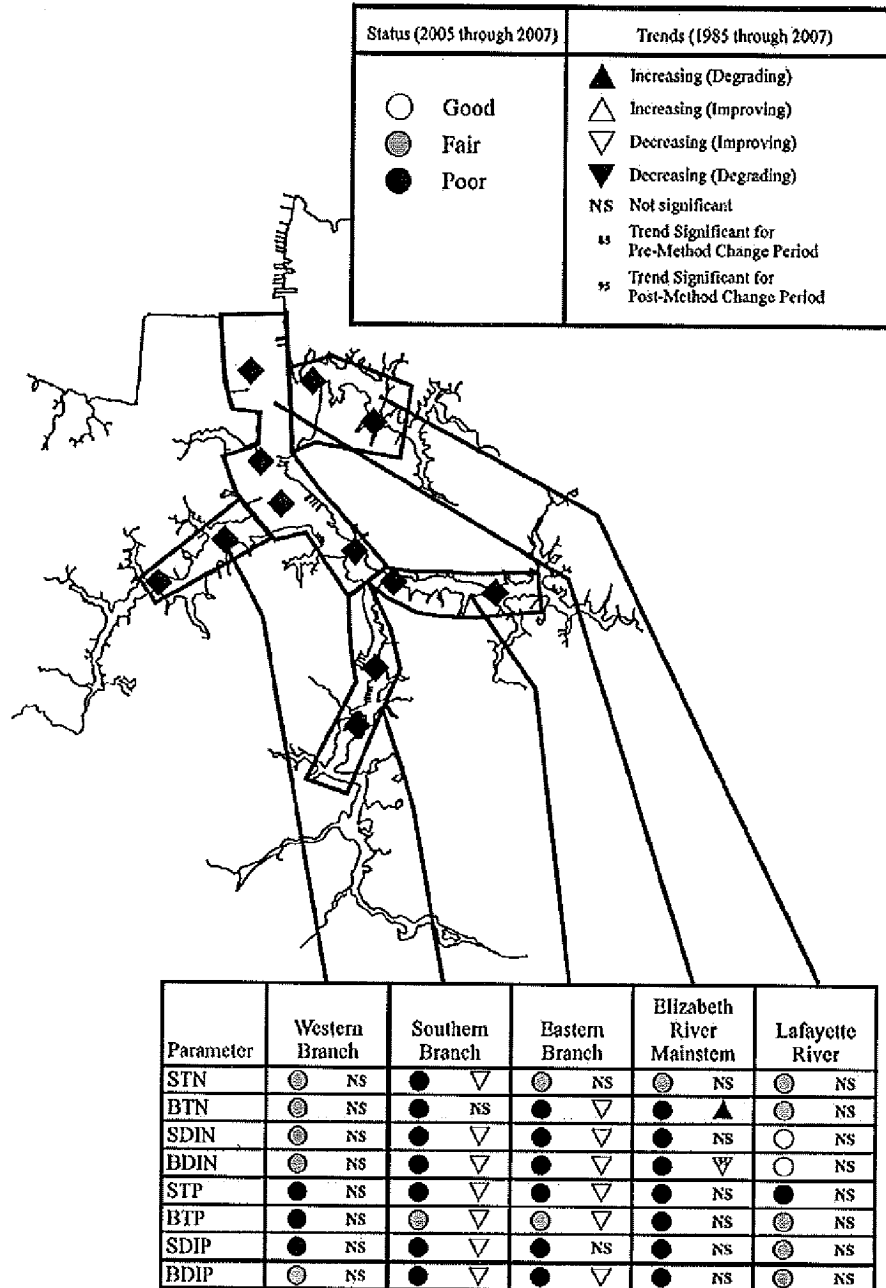 Status (2005 through 2007)
Trends (1985 through 2007)
Good
Fair
Poor
Increasing (Degrading)
Increasing (Improving)
Decreasing (Improving)
Decreasing (Degrading)
NS Not significant
Trend Significant for
Pre-Method Change Period
95 Trend Significant for
Post-Method Change Period
Parameter Western Branch Southern Branch Eastern Branch Elizabeth River Mainstem Lafayette River
STN NS NS NS NS
BTN NS NS NS
SDIN NS NS NS
BDIN NS NS
STP NS NS NS
BTP NS NS NS
SDIP NS NS NS NS
BDIP NS NS NS